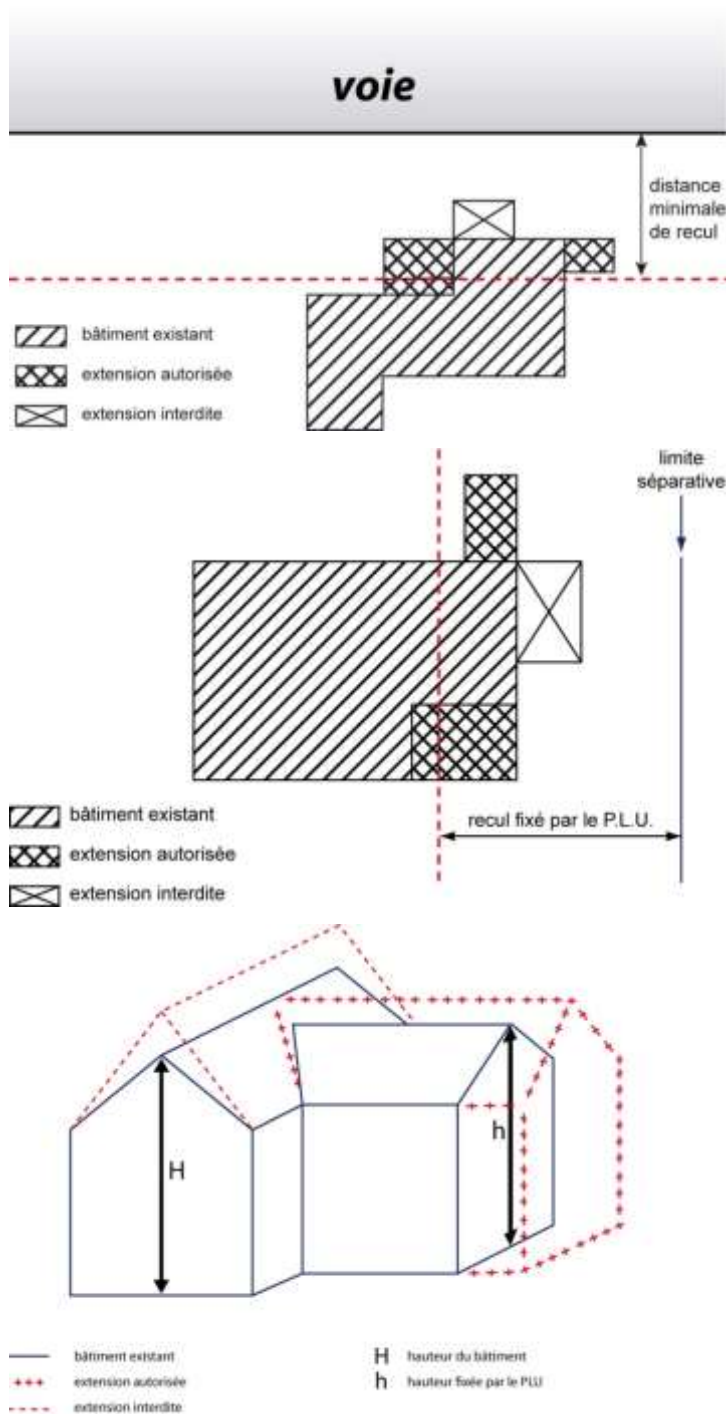 voie
distance
minimale
de recul
bâtiment existant
extension autorisée
extension interdite
limite
séparative
recul fixé par le P.L.U.
bâtiment existant
extension autorisée
extension interdite
H
h
bâtiment existant
H hauteur du bâtiment
extension autorisée
h hauteur fixée par le PLU
extension interdite